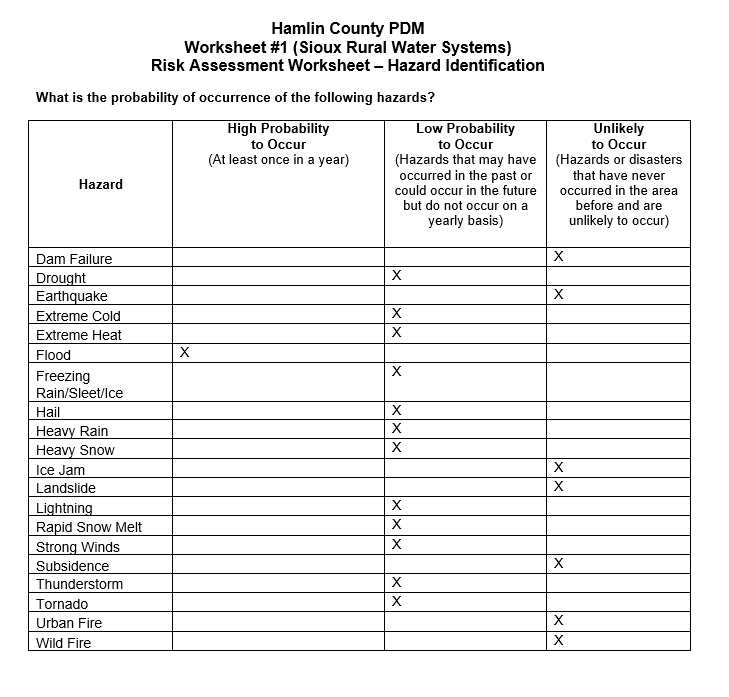 Hamlin County PDM
Worksheet #1 (Sioux Rural Water Systems)
Risk Assessment Worksheet – Hazard Identification
What is the probability of occurrence of the following hazards?
Hazard
High Probability
to Occur
(At least once in a year)
Low Probability
to Occur
(Hazards that may have
occurred in the past or
could occur in the future
but do not occur on a
yearly basis)
Unlikely
to Occur
(Hazards or disasters
that have never
occurred in the area
before and are
unlikely to occur)
Dam Failure X
Drought X
Earthquake X
Extreme Cold X
Extreme Heat X
Flood X
Freezing X
Rain/Sleet/Ice
Hail X
Heavy Rain X
Heavy Snow X
Ice Jam X
Landslide X
Lightning X
Rapid Snow Melt X
Strong Winds X
Subsidence X
Thunderstorm X
Tornado X
Urban Fire X
Wild Fire X